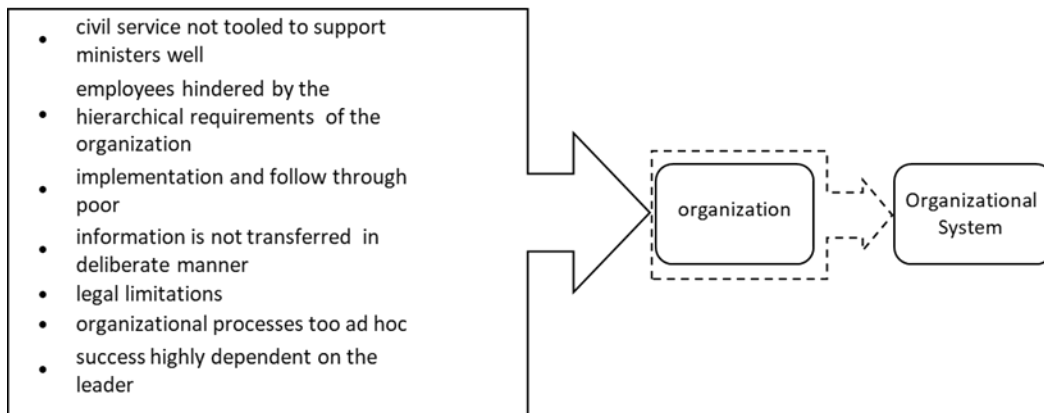 • civil service not tooled to support
ministers well
employees hindered by the
• hierarchical requirements of the
organization
• implementation and follow through
poor
• information is not transferred in
deliberate manner
• legal limitations
• organizational processes too ad hoc
• success highly dependent on the
leader
organization
Organizational
System